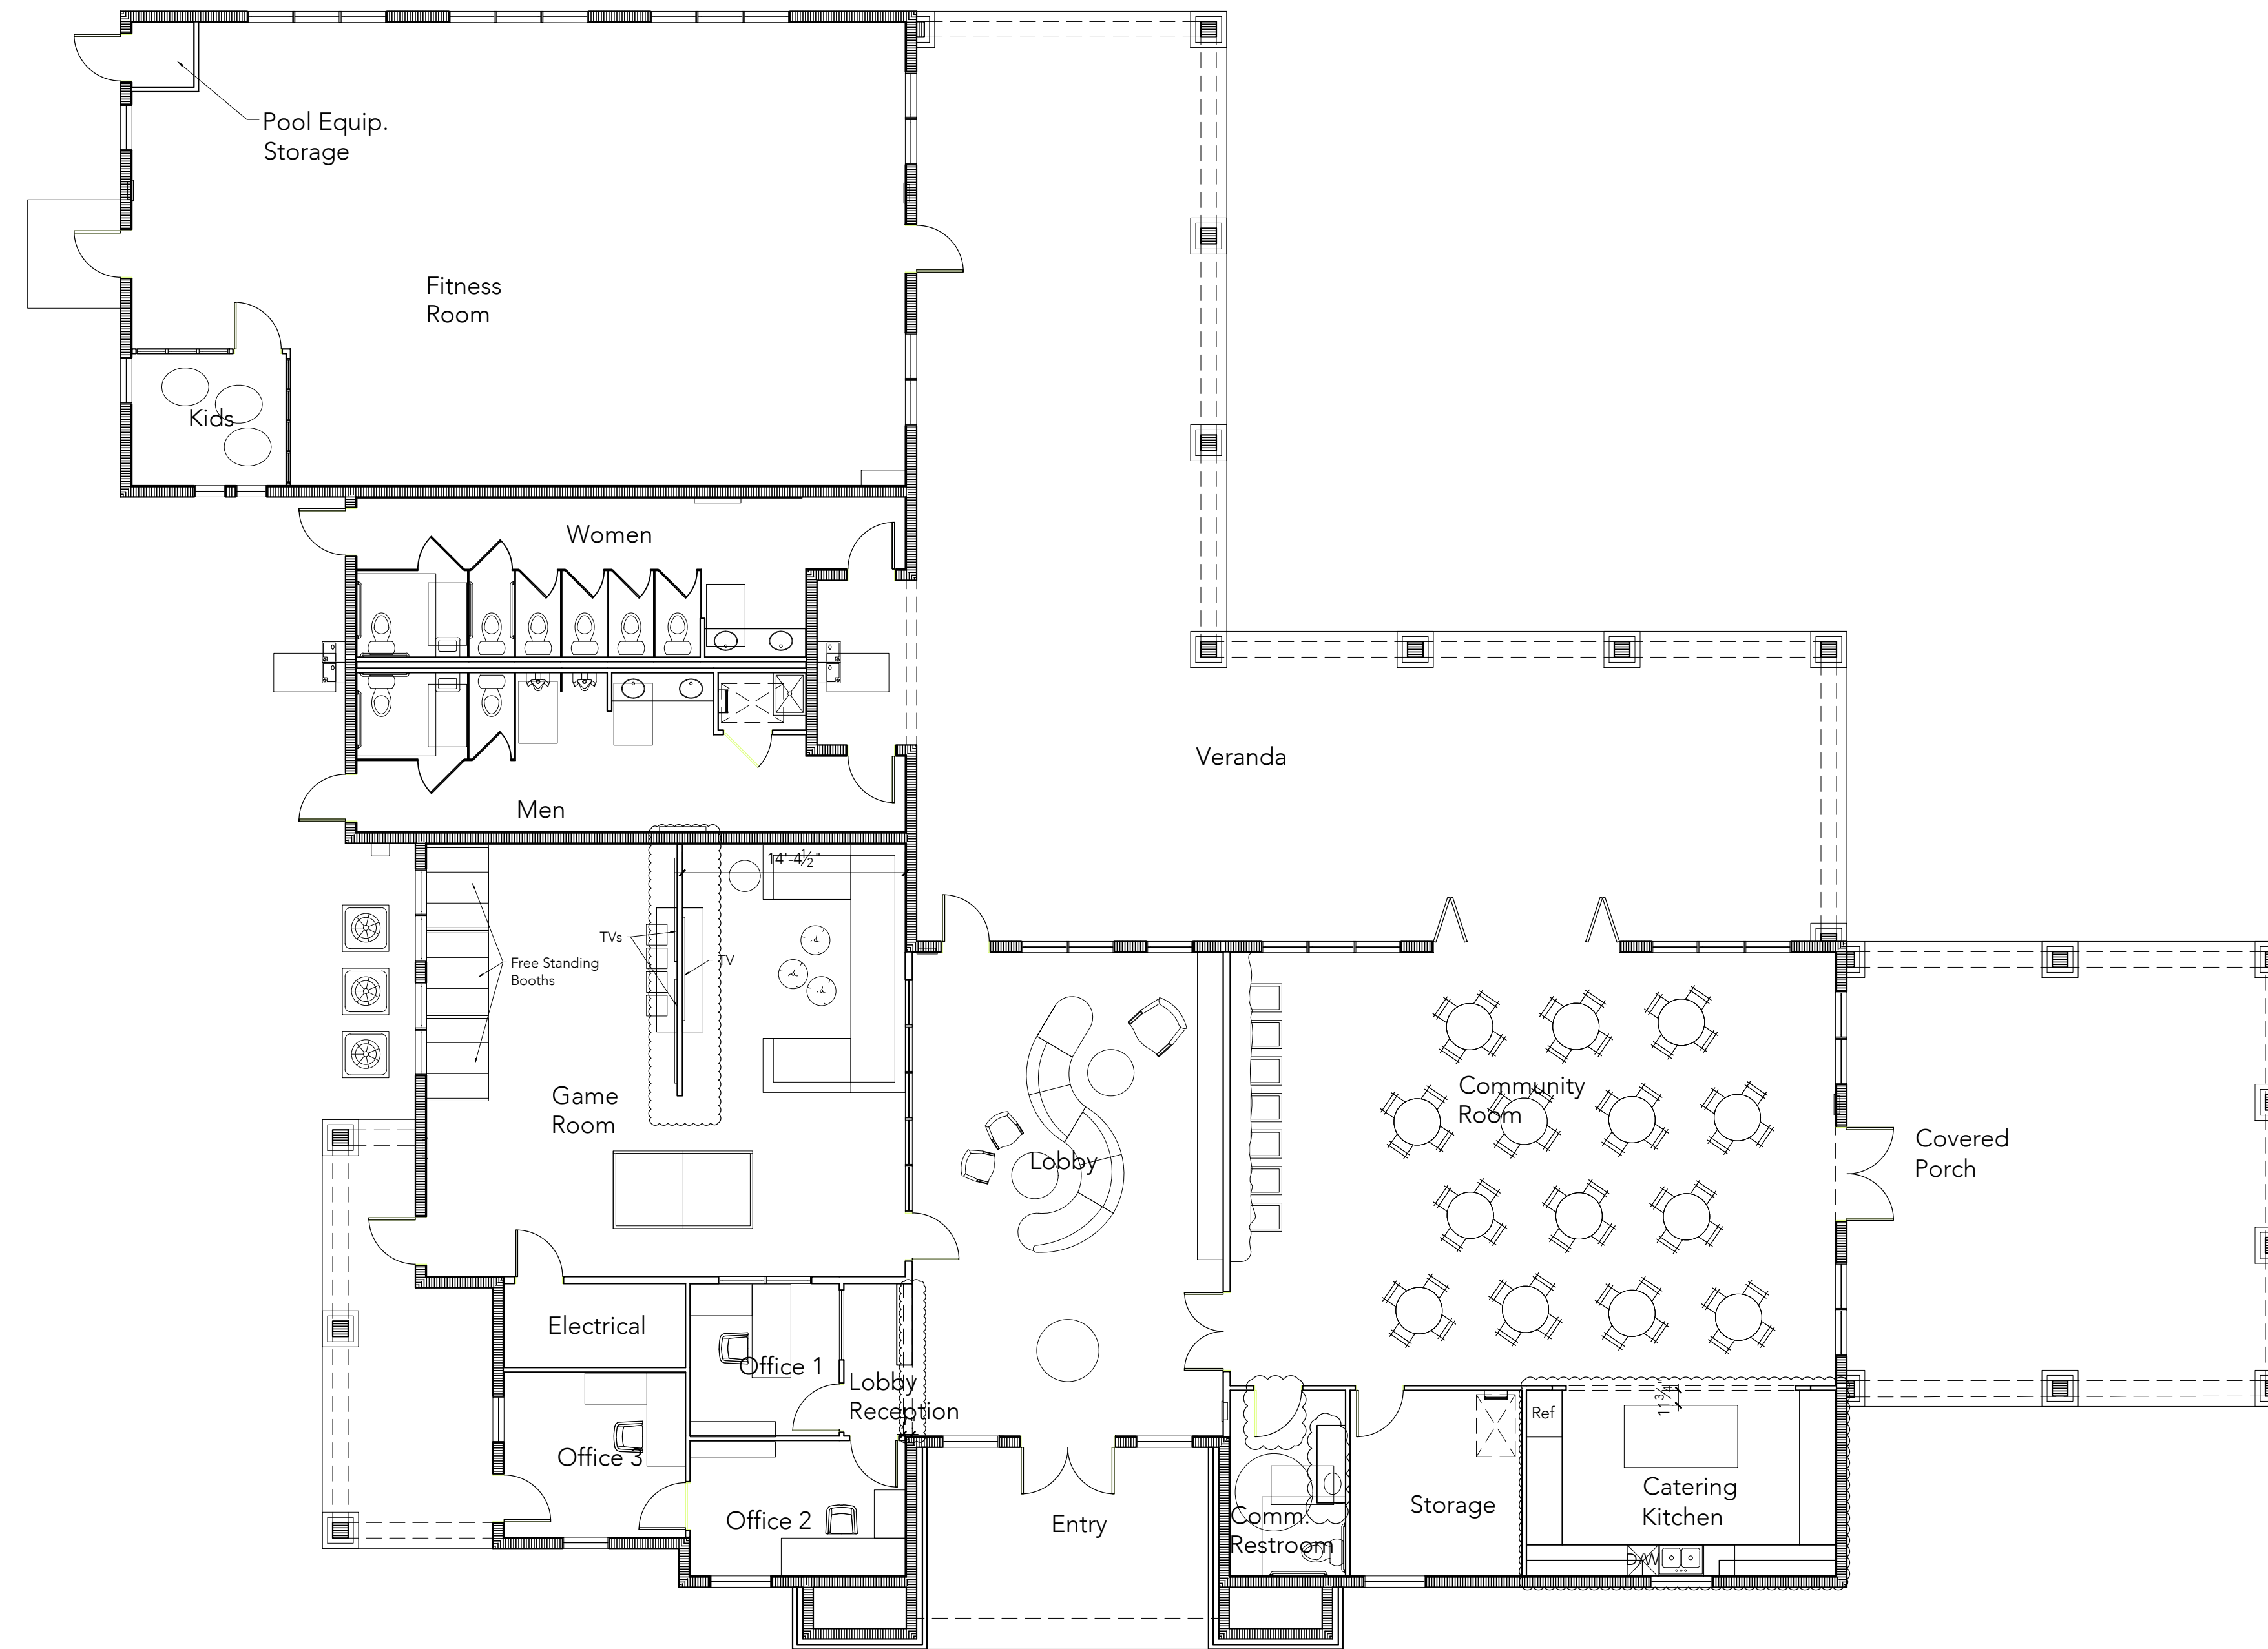 Pool Equip.
Storage
Fitness
Room
Kids
Women
Men
Veranda
14'-4½"
TVs
TV
Free Standing
Booths
Game
Room
Lobby
Community
Room
Covered
Porch
Electrical
Office 1
Lobby
Reception
Office 3
Office 2
Entry
Comm.
Restroom
Storage
Ref
11¾"
Catering
Kitchen
D/W